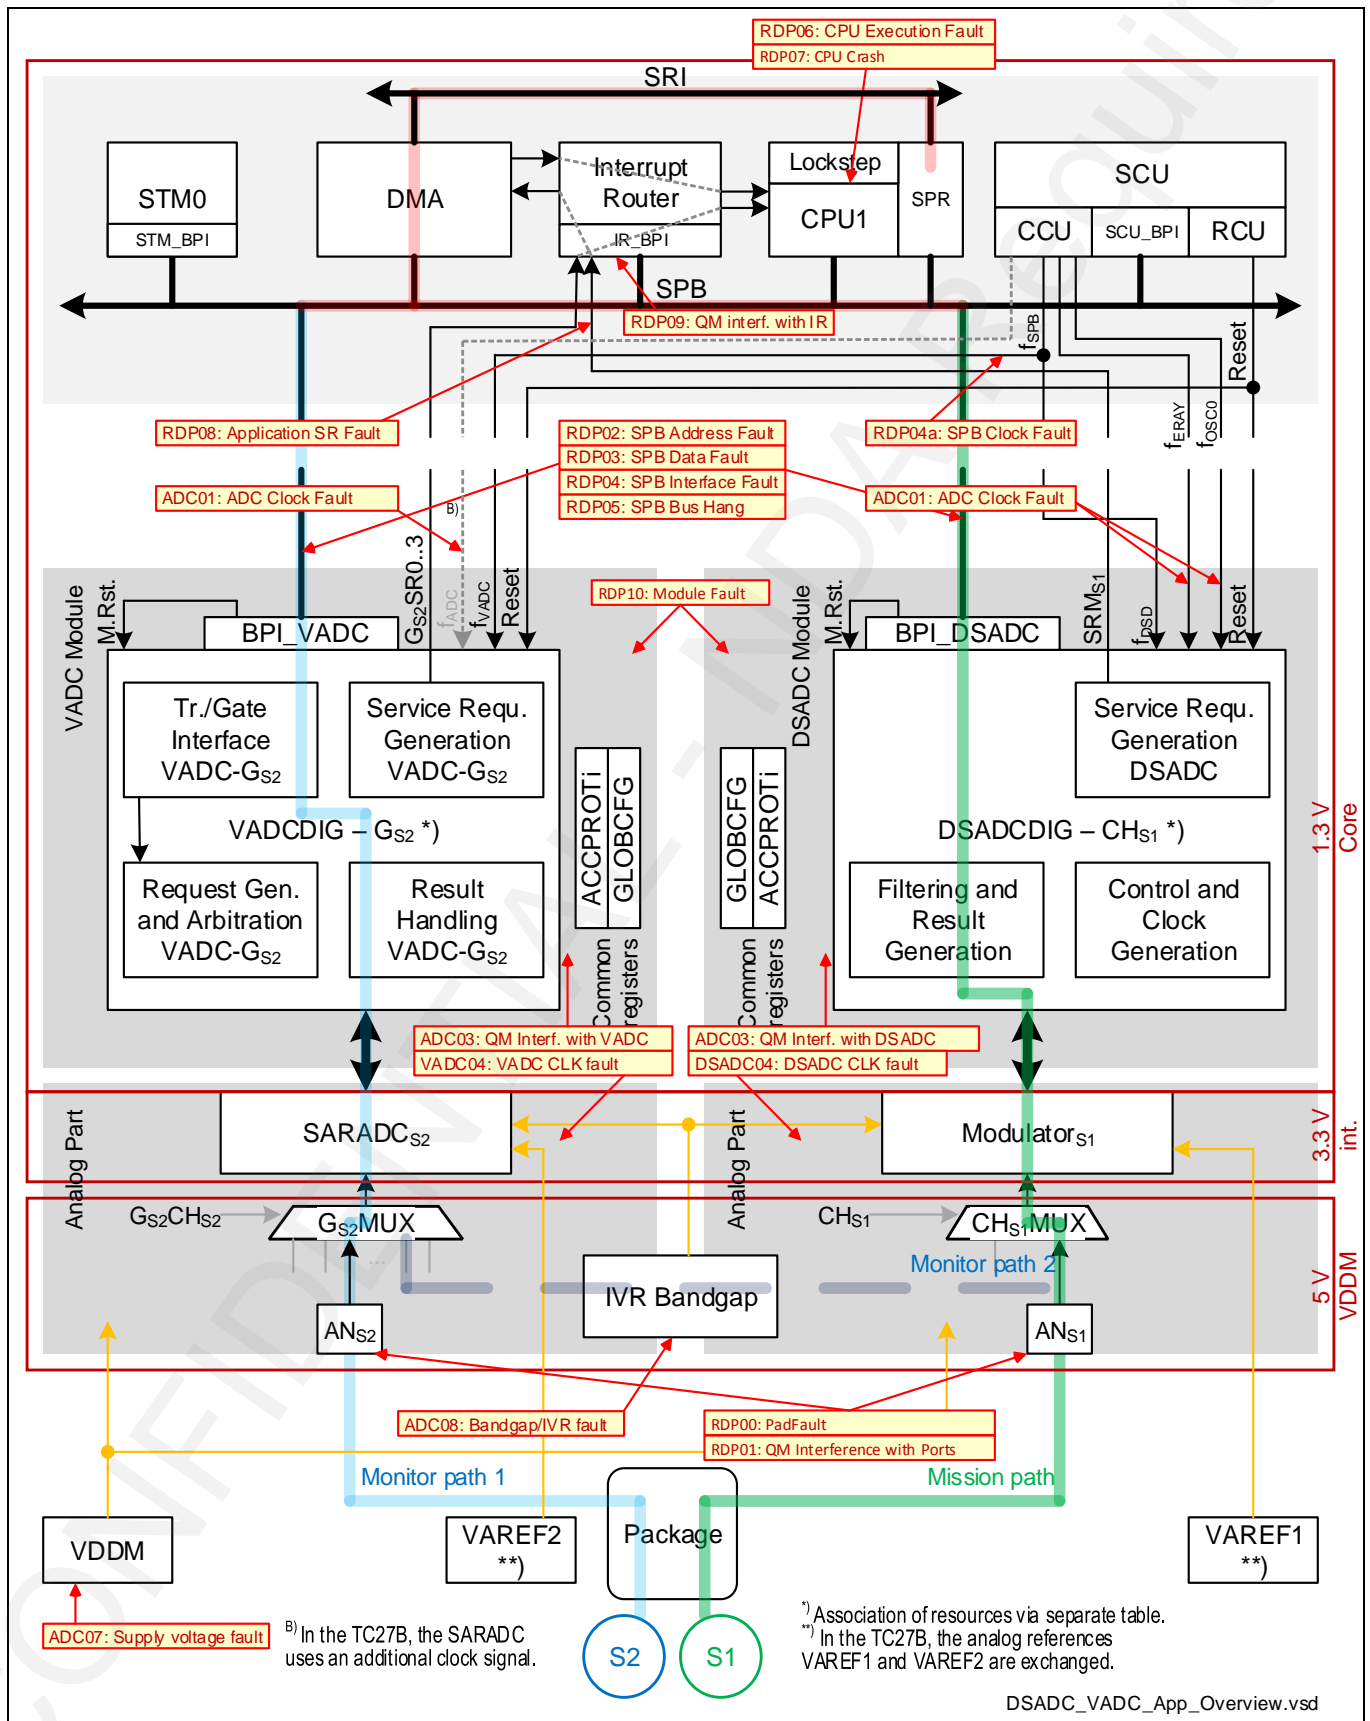 RDP06: CPU Execution Fault
RDP07: CPU Crash
SRI
STM0
STM_BPI
DMA
Interrupt
Router
IR_BPI
Lockstep
CPU1
SPR
SCU
CCU
SCU_BPI
RCU
SPB
RDP09: QM interf. with IR
fSPB
Reset
RDP08: Application SR Fault
RDP02: SPB Address Fault
RDP03: SPB Data Fault
RDP04: SPB Interface Fault
RDP05: SPB Bus Hang
RDP04a: SPB Clock Fault
fERAY
fOSC0
ADC01: ADC Clock Fault
B)
ADC01: ADC Clock Fault
VADC Module
M.Rst.
BPI_VADC
GS2SR0..3
fADC
fVADC
Reset
RDP10: Module Fault
DSADC Module
M.Rst.
BPI_DSADC
SRMS1
fDSD
Reset
Tr./Gate
Interface
VADC-GS2
Service Requ.
Generation
VADC-GS2
Service Requ.
Generation
DSADC
VADCDIG – GS2 *)
ACCPROTi
GLOBCFG
GLOBCFG
ACCPROTi
DSADCDIG – CHS1 *)
1.3 V
Core
Request Gen.
and Arbitration
VADC-GS2
Result
Handling
VADC-GS2
Common
registers
Common
registers
Filtering and
Result
Generation
Control and
Clock
Generation
ADC03: QM Interf. with VADC
VADC04: VADC CLK fault
ADC03: QM Interf. with DSADC
DSADC04: DSADC CLK fault
Analog Part
SARADCS2
Analog Part
ModulatorS1
3.3 V
int.
GS2CHS2
GS2MUX
...
CHS1
CHS1MUX
Monitor path 2
IVR Bandgap
5 V
VDDM
ANS2
ANS1
ADC08: Bandgap/IVR fault
RDP00: PadFault
RDP01: QM Interference with Ports
Monitor path 1
Mission path
VDDM
VAREF2
**)
Package
VAREF1
**)
ADC07: Supply voltage fault
B) In the TC27B, the SARADC
uses an additional clock signal.
S2
S1
*) Association of resources via separate table.
**) In the TC27B, the analog references
VAREF1 and VAREF2 are exchanged.
DSADC_VADC_App_Overview.vsd